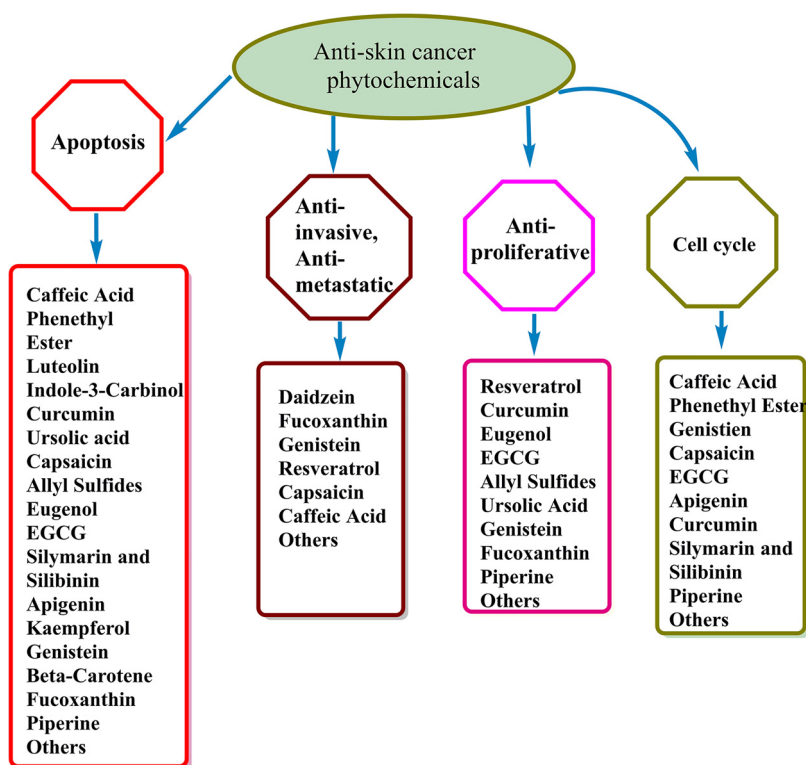 Anti-skin cancer
phytochemicals
Apoptosis
Anti-
invasive,
Anti-
metastatic
Anti-
proliferative
Cell cycle
Caffeic Acid
Phenethyl
Ester
Luteolin
Indole-3-Carbinol
Curcumin
Ursolic acid
Capsaicin
Allyl Sulfides
Eugenol
EGCG
Silymarin and
Silibinin
Apigenin
Kaempferol
Genistein
Beta-Carotene
Fucoxanthin
Piperine
Others
Daidzein
Fucoxanthin
Genistein
Resveratrol
Capsaicin
Caffeic Acid
Others
Resveratrol
Curcumin
Eugenol
EGCG
Allyl Sulfides
Ursolic Acid
Genistein
Fucoxanthin
Piperine
Others
Caffeic Acid
Phenethyl Ester
Genistien
Capsaicin
EGCG
Apigenin
Curcumin
Silymarin and
Silibinin
Piperine
Others